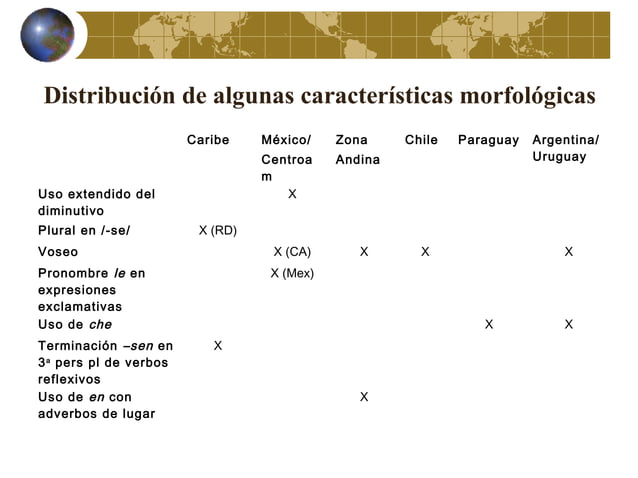 Distribución de algunas características morfológicas
Caribe México/ Zona Chile Paraguay Argentina/
Centroa Andina Uruguay
m
Uso extendido del X
diminutivo
Plural en /-se/ X (RD)
Voseo X (CA) X X X
Pronombre le en X (Mex)
expresiones
exclamativas
Uso de che X X
Terminación –sen en X
3ª pers pl de verbos
reflexivos
Uso de en con X
adverbos de lugar